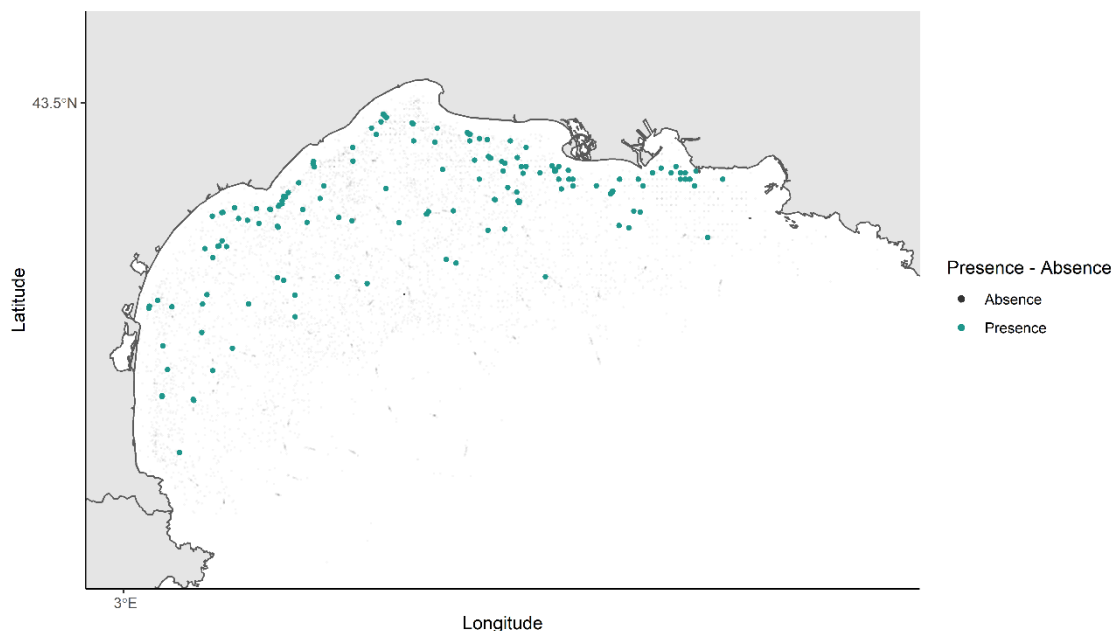 43.5°N
Latitude
3°E
Longitude
Presence - Absence
Absence
Presence